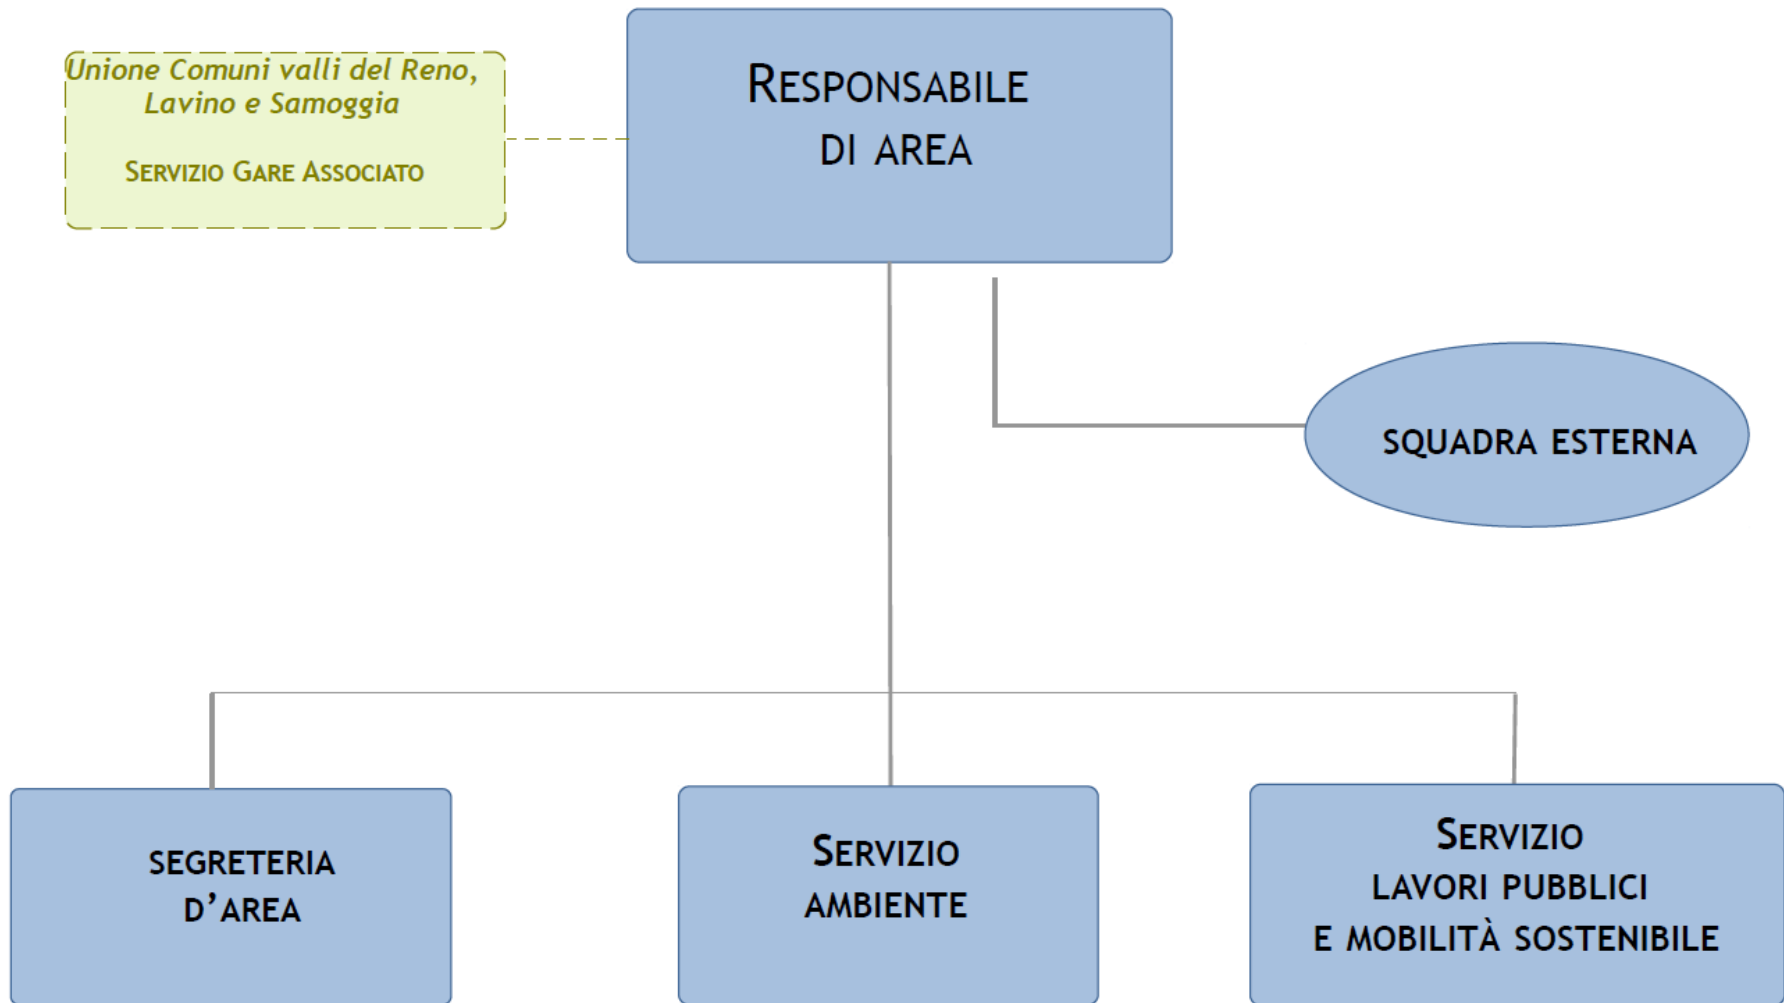 Unione Comuni valli del Reno,
Lavino e Samoggia
SERVIZIO GARE ASSOCIATO
RESPONSABILE
DI AREA
SQUADRA ESTERNA
SEGRETERIA
D’AREA
SERVIZIO
AMBIENTE
SERVIZIO
LAVORI PUBBLICI
E MOBILITÀ SOSTENIBILE